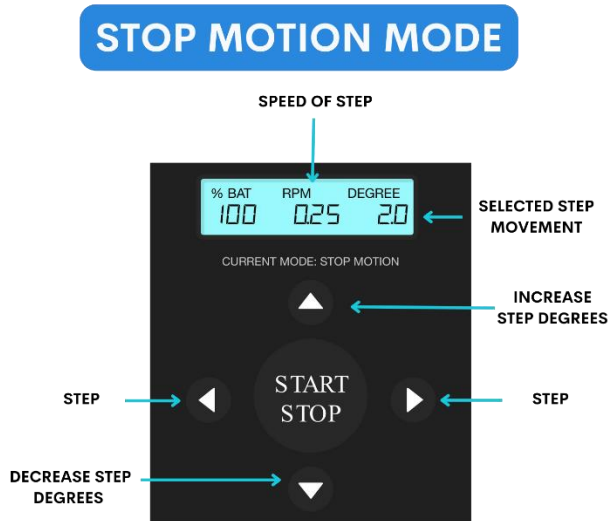 STOP MOTION MODE
SPEED OF STEP
% BAT RPM DEGREE
100 0.25 2.0
SELECTED STEP
MOVEMENT
CURRENT MODE: STOP MOTION
INCREASE
STEP DEGREES
STEP
START
STOP
STEP
DECREASE STEP
DEGREES